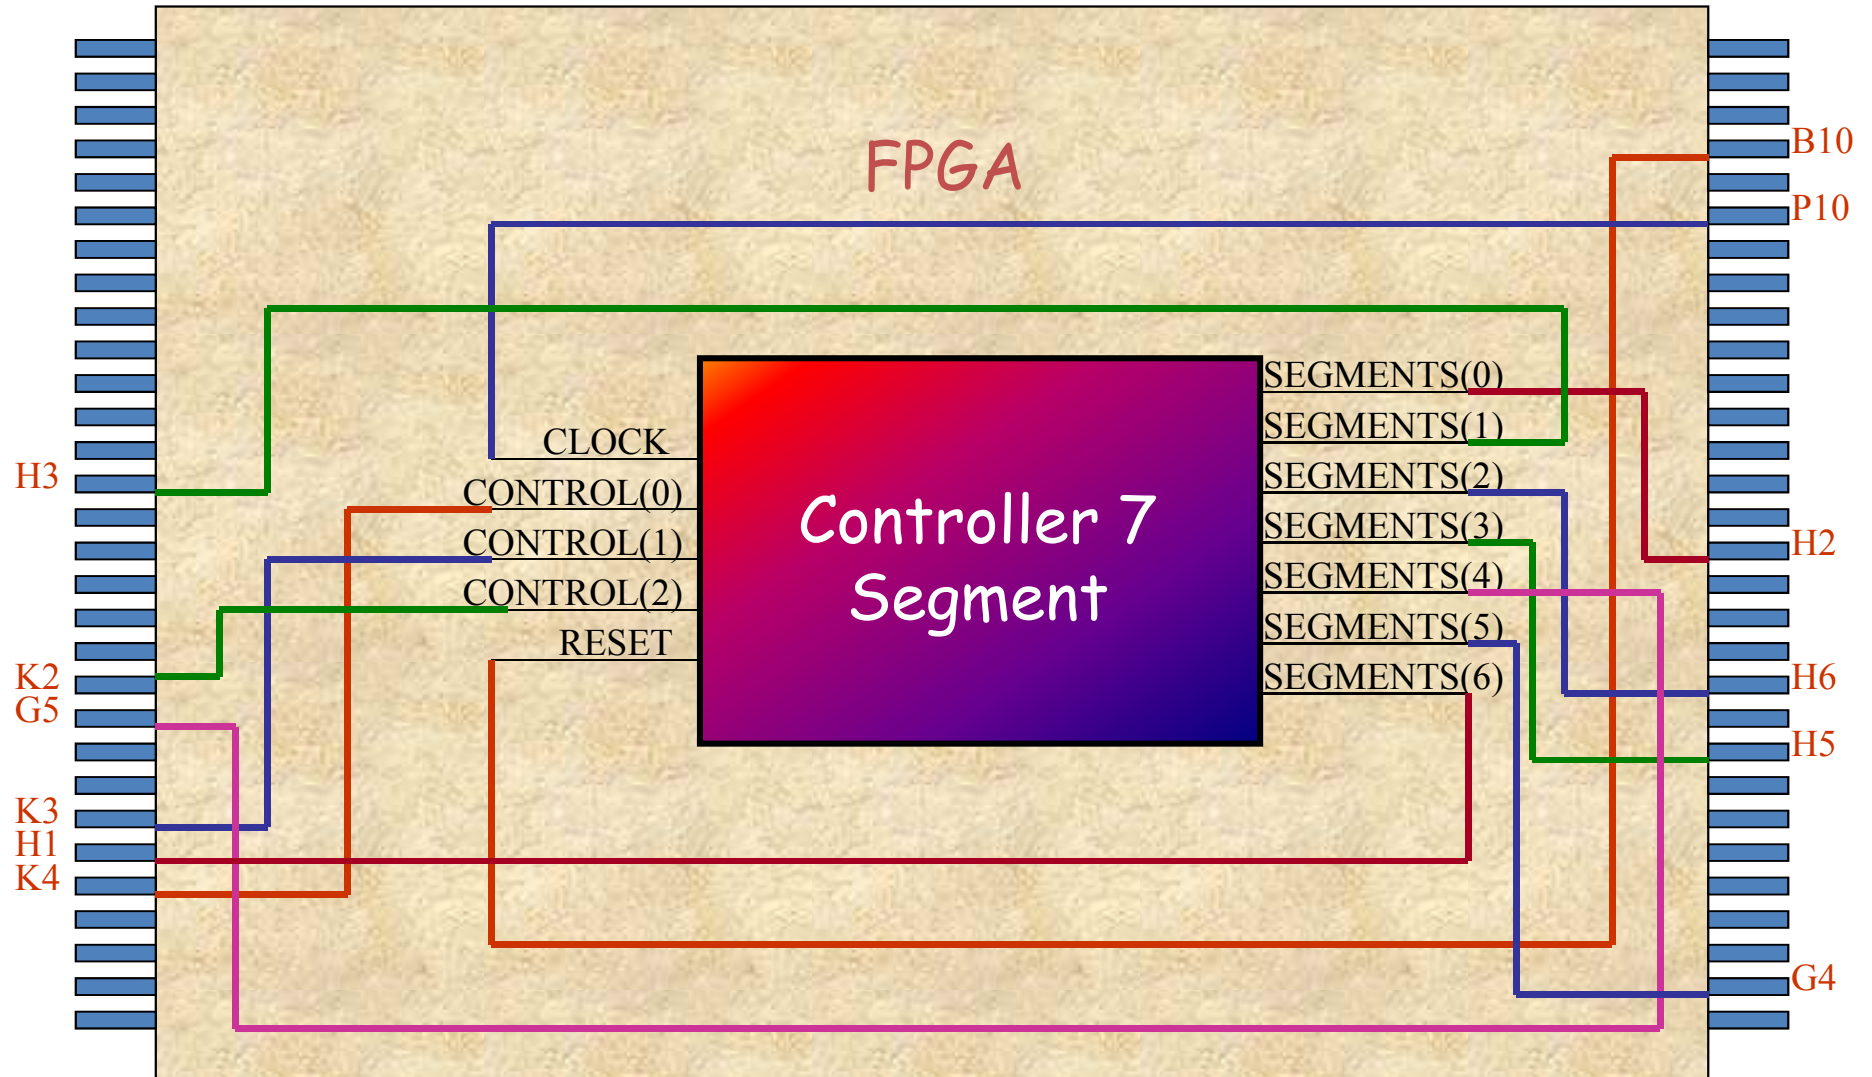 FPGA
B10
P10
H3
K2
G5
K3
H1
K4
CLOCK
CONTROL(0)
CONTROL(1)
CONTROL(2)
RESET
Controller 7
Segment
SEGMENTS(0)
SEGMENTS(1)
SEGMENTS(2)
SEGMENTS(3)
SEGMENTS(4)
SEGMENTS(5)
SEGMENTS(6)
H2
H6
H5
G4